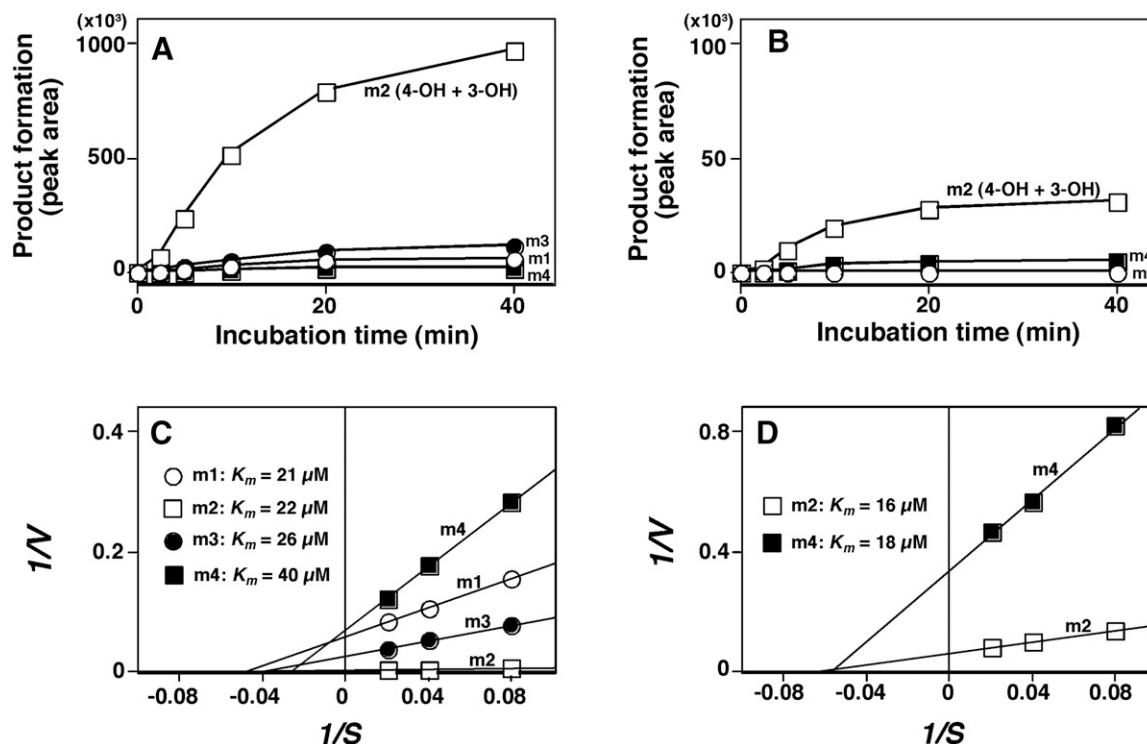 (x10³)
1000
500
0
Product formation
(peak area)
A
m2 (4-OH + 3-OH)
m3
m1
m4
0
20
40
Incubation time (min)
(x10³)
100
50
0
Product formation
(peak area)
B
m2 (4-OH + 3-OH)
m4
0
20
40
Incubation time (min)
0.4
0.2
0
1/V
C
m1: Km = 21 µM
m2: Km = 22 µM
m3: Km = 26 µM
m4: Km = 40 µM
m4
m1
m3
m2
-0.08
-0.04
0
0.04
0.08
1/S
0.8
0.4
0
1/V
D
m2: Km = 16 µM
m4: Km = 18 µM
m4
m2
-0.08
-0.04
0
0.04
0.08
1/S